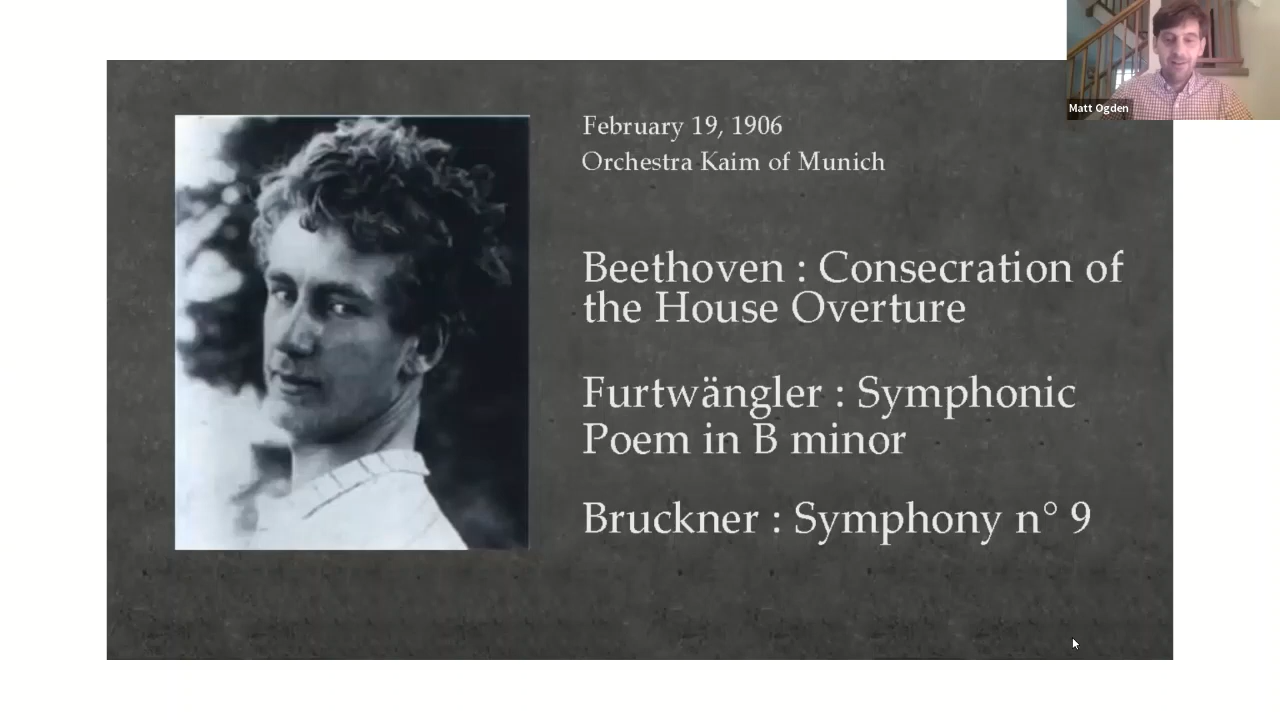 Matt Ogden
February 19, 1906
Orchestra Kaim of Munich
Beethoven : Consecration of
the House Overture
Furtwängler : Symphonic
Poem in B minor
Bruckner : Symphony n° 9